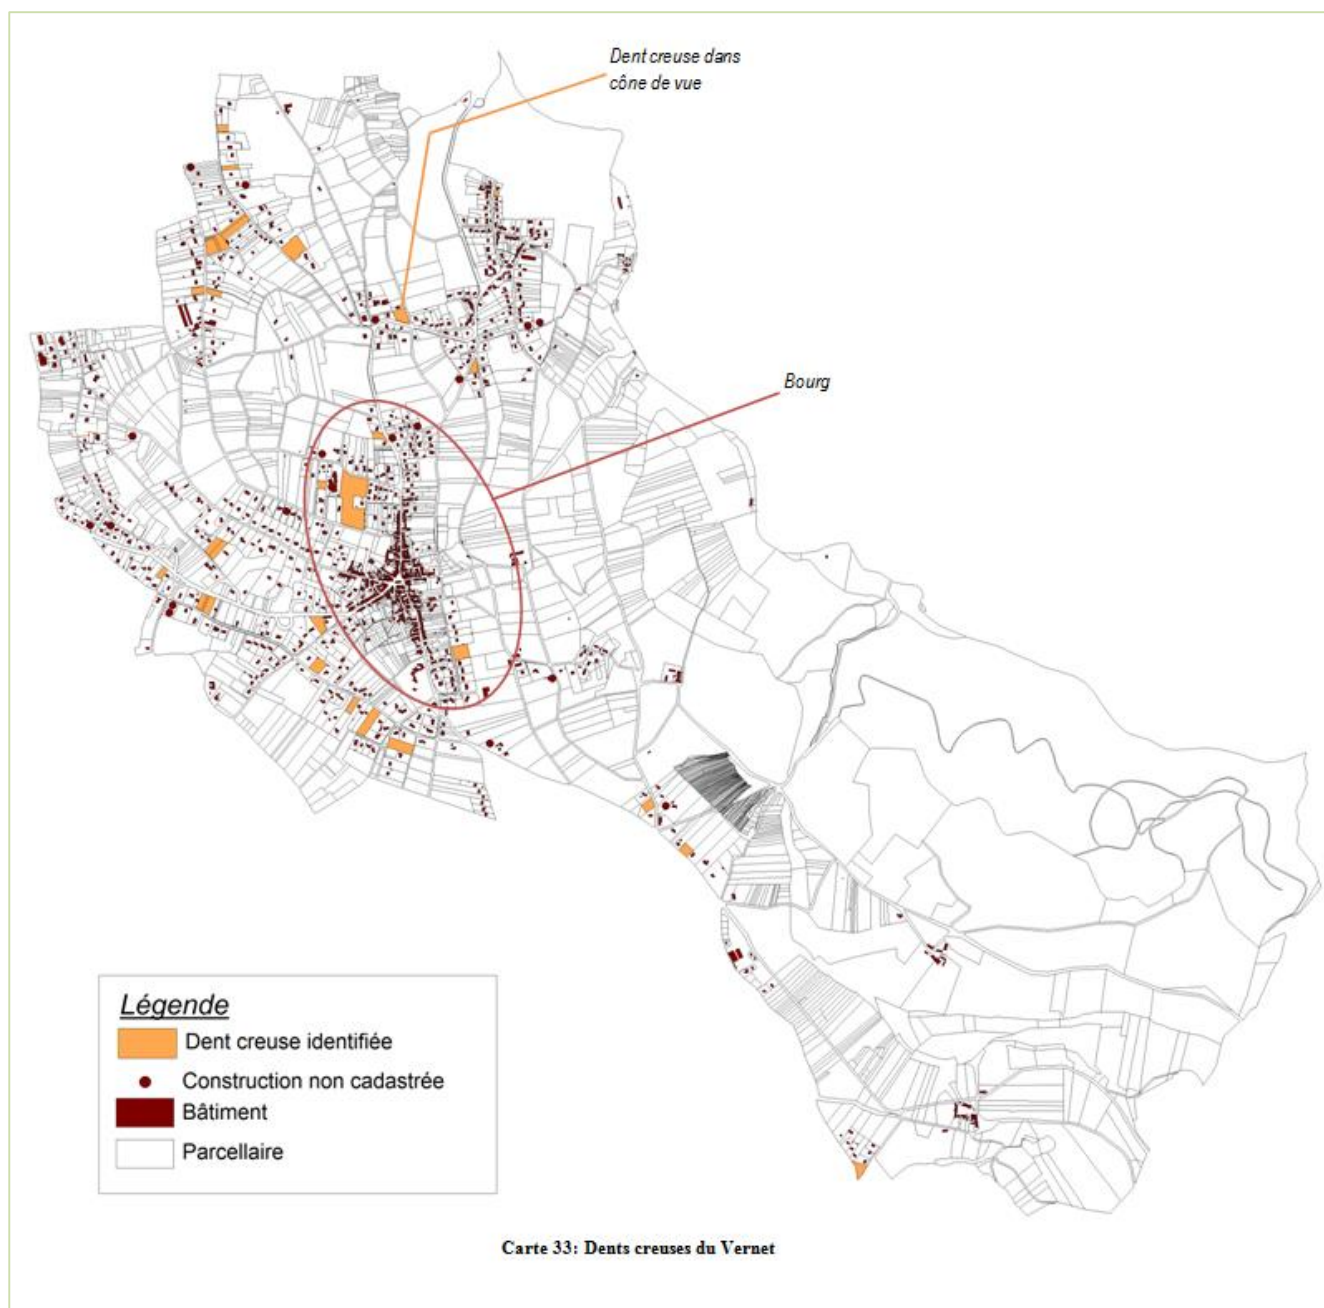 Dent creuse dans
cône de vue
Bourg
Légende
Dent creuse identifiée
Construction non cadastrée
Bâtiment
Parcellaire
Carte 33: Dents creuses du Vernet